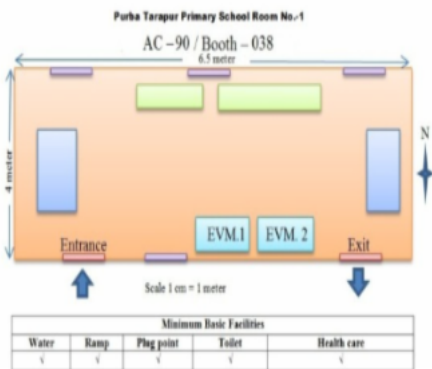 Purba Tarapur Primary School Room No.-1
AC –90 / Booth – 038
6.5 meter
4 meter
N
EVM.1 EVM. 2
Entrance Exit
Scale 1 cm = 1 meter
Minimum Basic Facilities
Water Ramp Plug point Toilet Health care
√ √ √ √ √